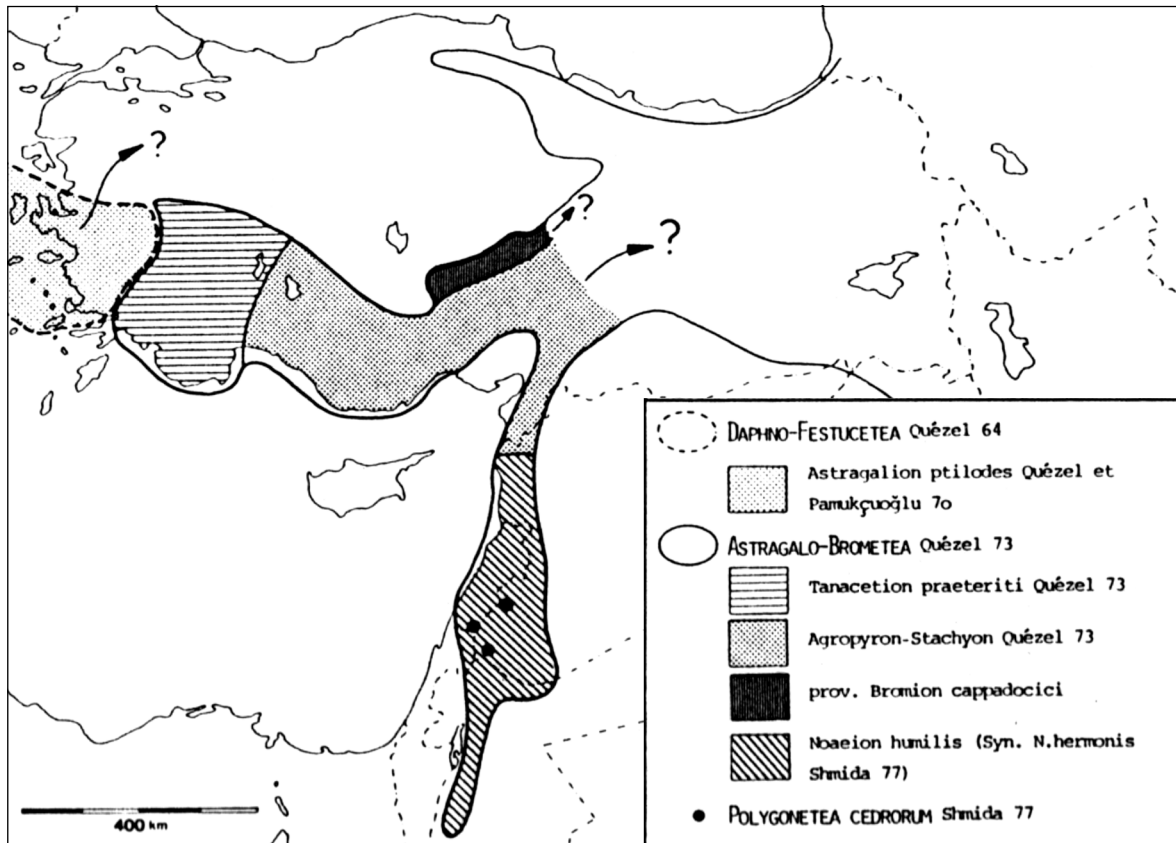 ?
?
?
DAPHNO-FESTUCETEA Quézel 64
Astragalion ptilodes Quézel et
Pamukçuoğlu 7o
ASTRAGALO-BROMETEA Quézel 73
Tanacetion praeteriti Quézel 73
Agropyron-Stachyon Quézel 73
prov. Bromion cappadocici
Noaeion humilis (Syn. N.hermonis
Shmida 77)
POLYGONETEA CEDRORUM Shmida 77
400 km